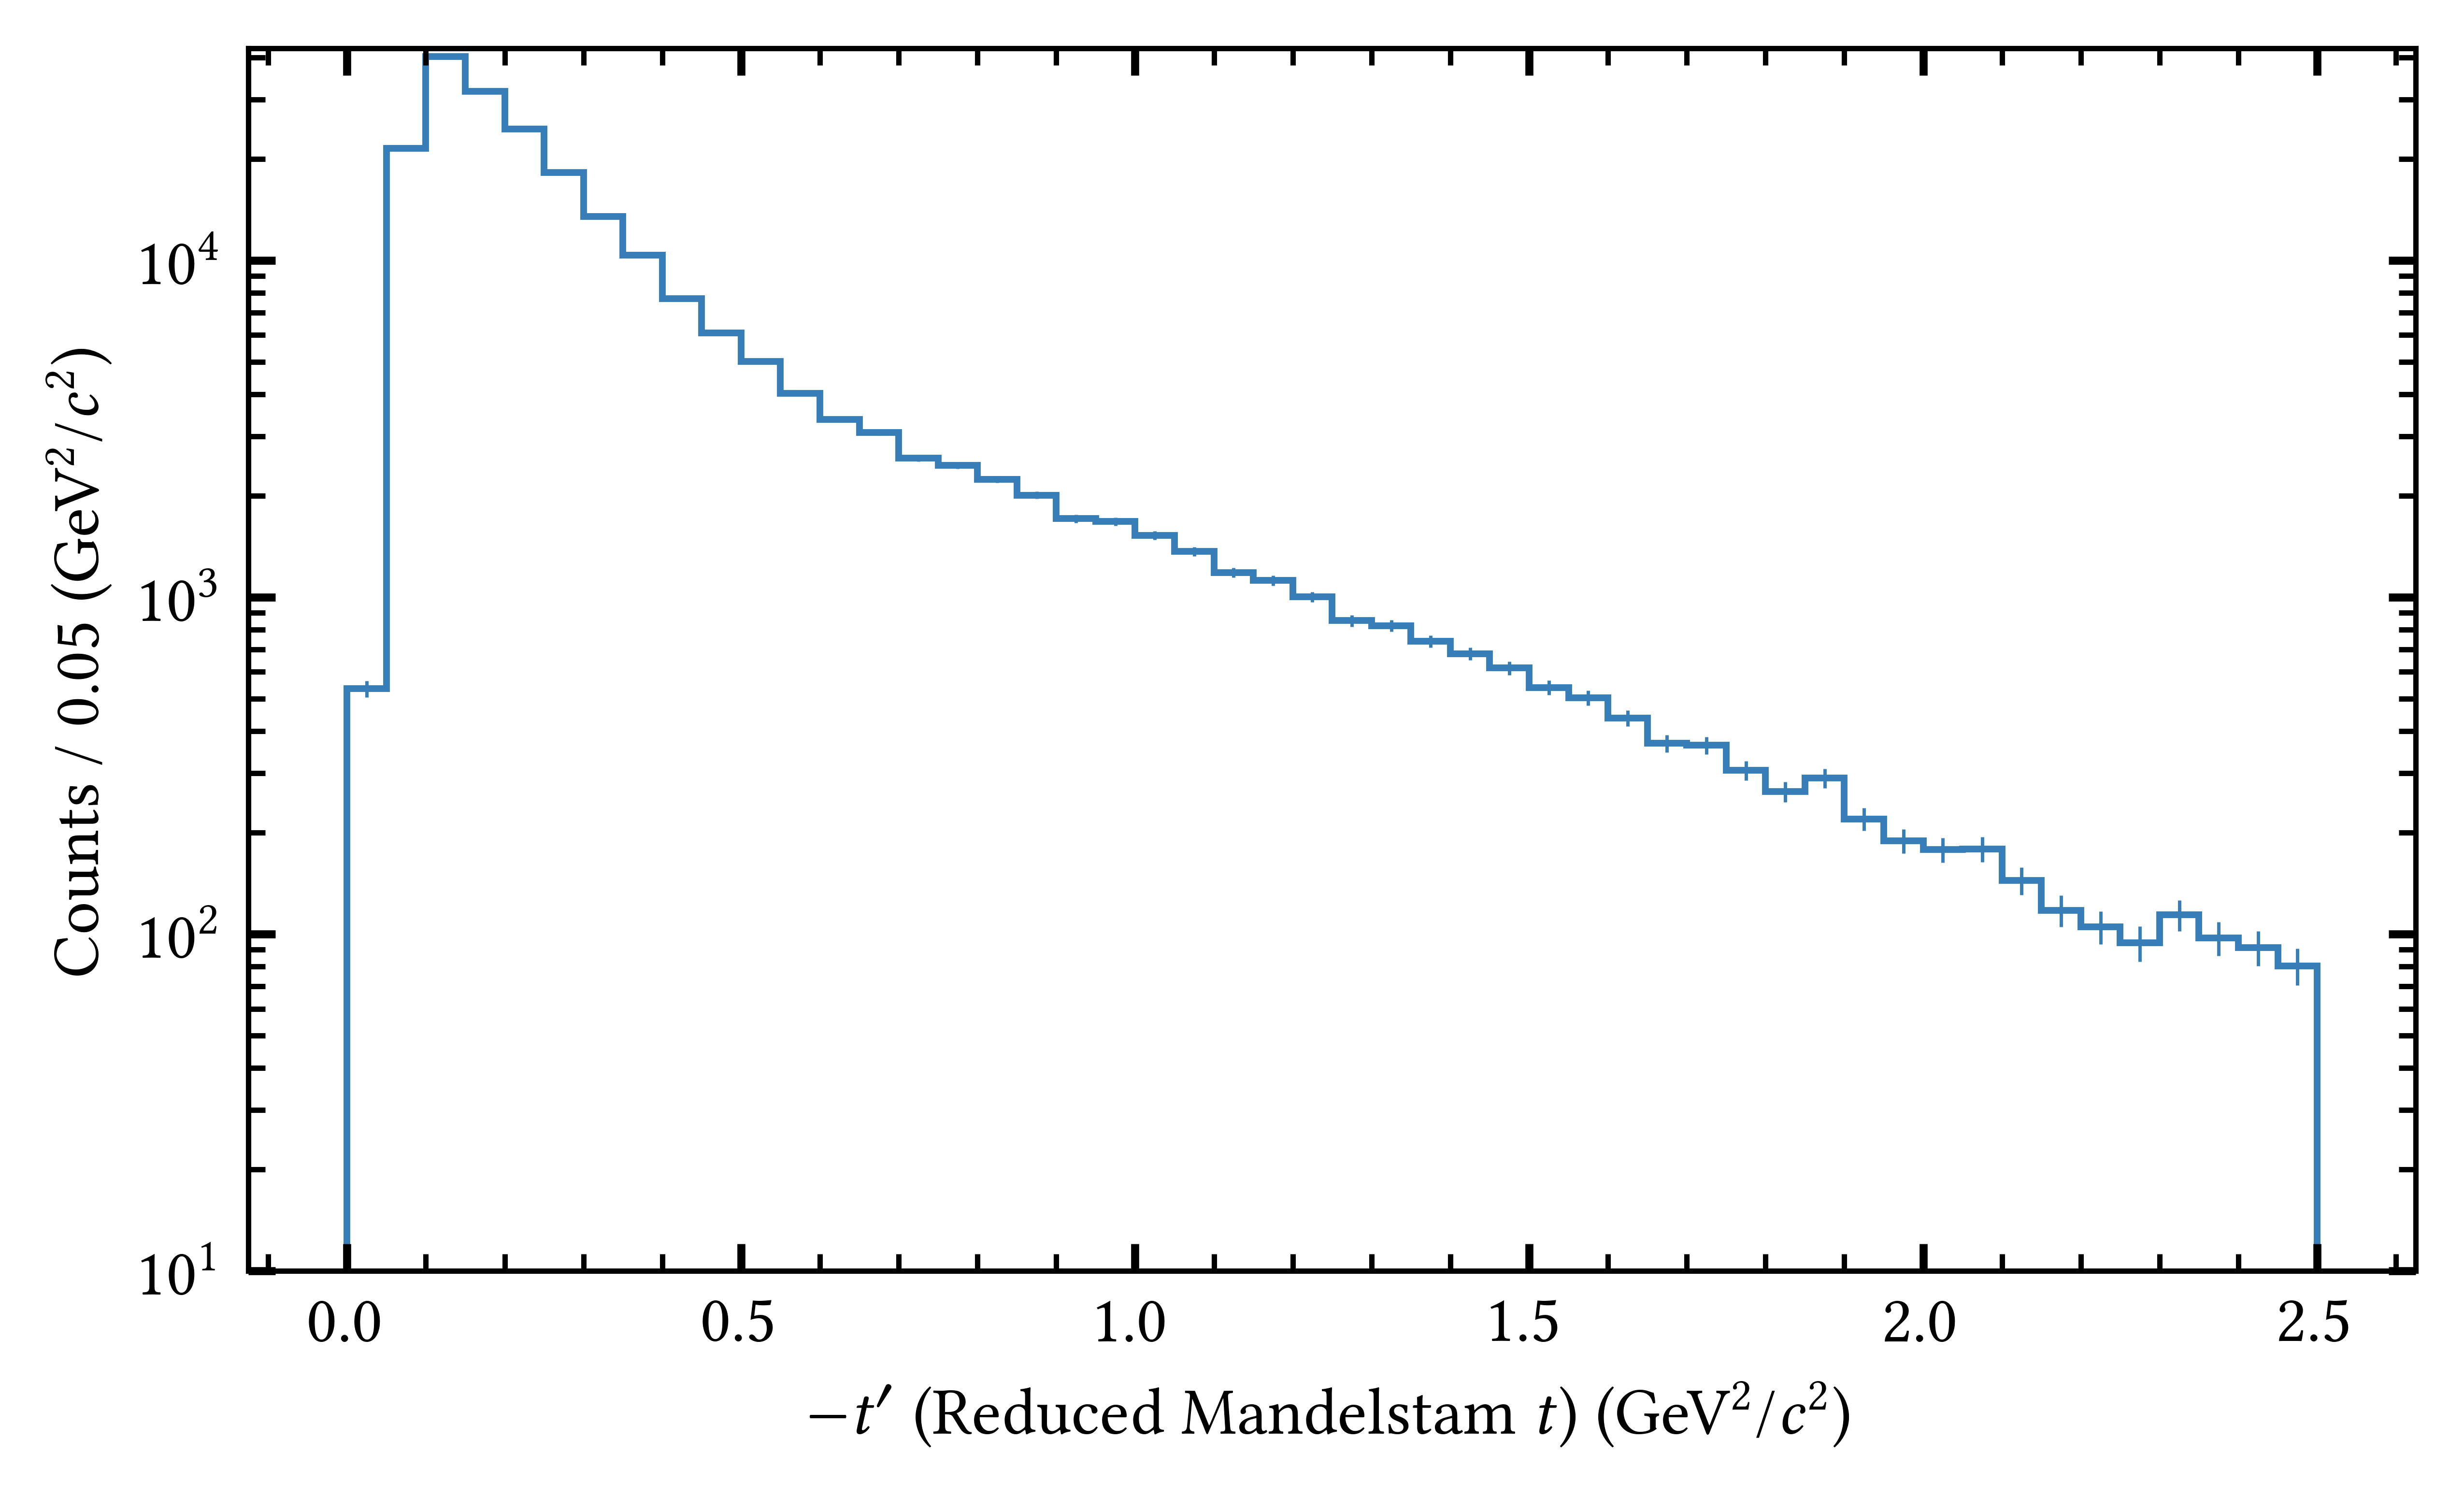 Counts / 0.05 (GeV²/c²)
10⁴
10³
10²
10¹
0.0 0.5 1.0 1.5 2.0 2.5
−t′ (Reduced Mandelstam t) (GeV²/c²)